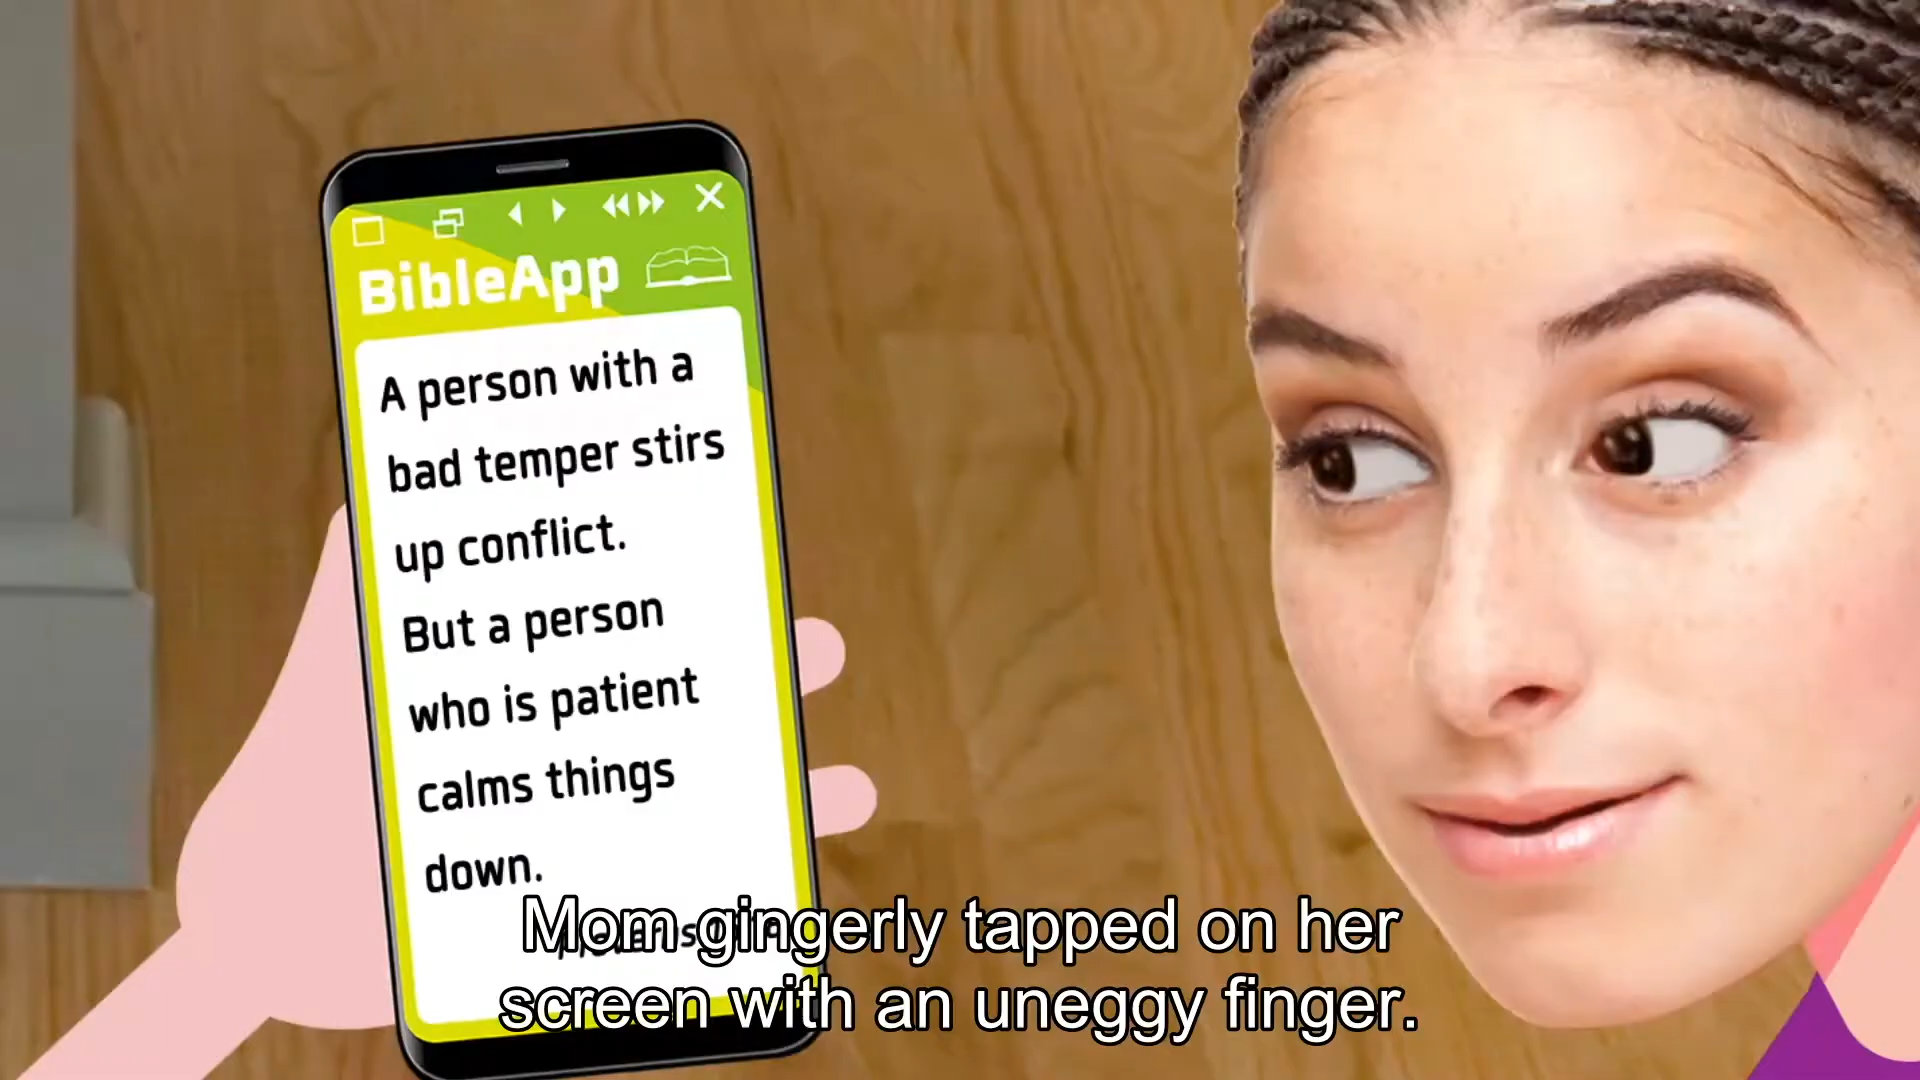 BibleApp
A person with a
bad temper stirs
up conflict.
But a person
who is patient
calms things
down.
Mom gingerly tapped on her
screen with an uneggy finger.